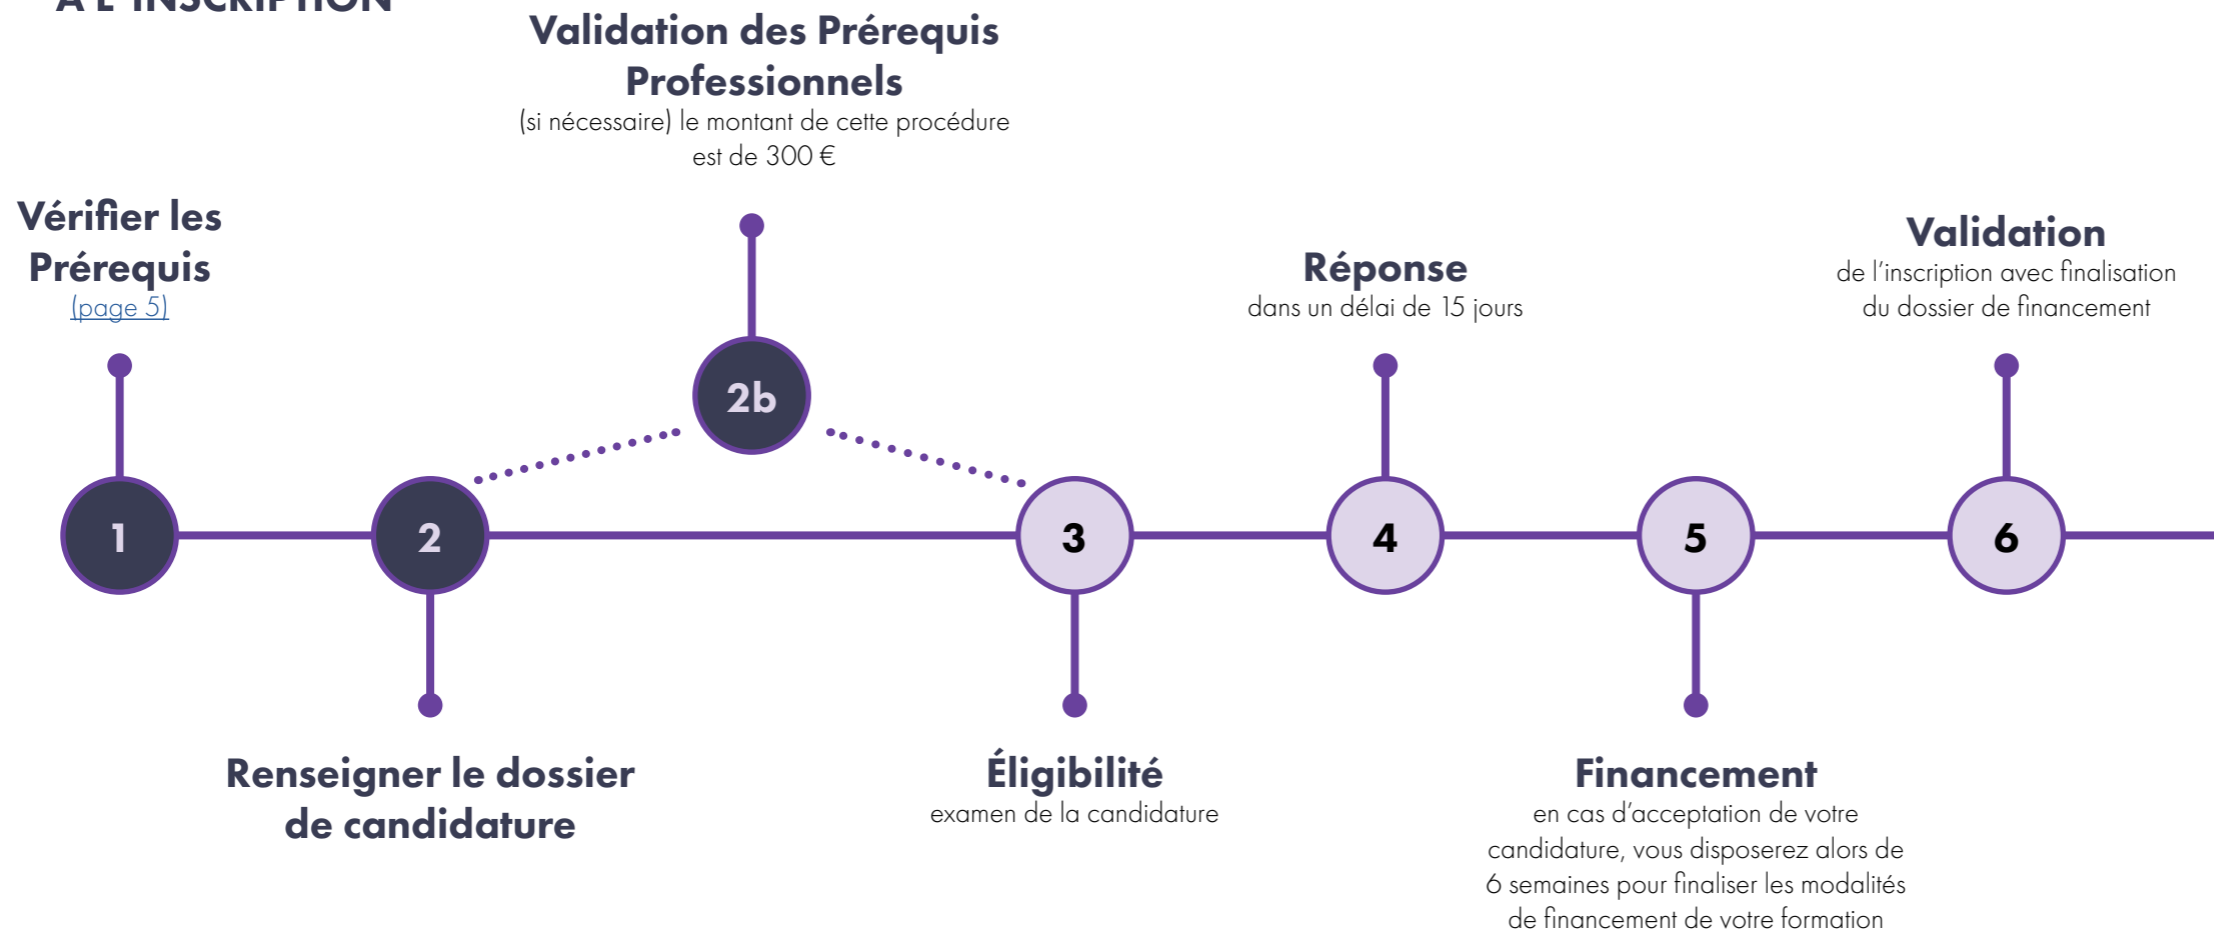 À L'INSCRIPTION
Validation des Prérequis
Professionnels
(si nécessaire) le montant de cette procédure
est de 300 €
Vérifier les
Prérequis
(page 5)
Réponse
dans un délai de 15 jours
Validation
de l'inscription avec finalisation
du dossier de financement
2b
1
2
3
4
5
6
Renseigner le dossier
de candidature
Éligibilité
examen de la candidature
Financement
en cas d'acceptation de votre
candidature, vous disposerez alors de
6 semaines pour finaliser les modalités
de financement de votre formation